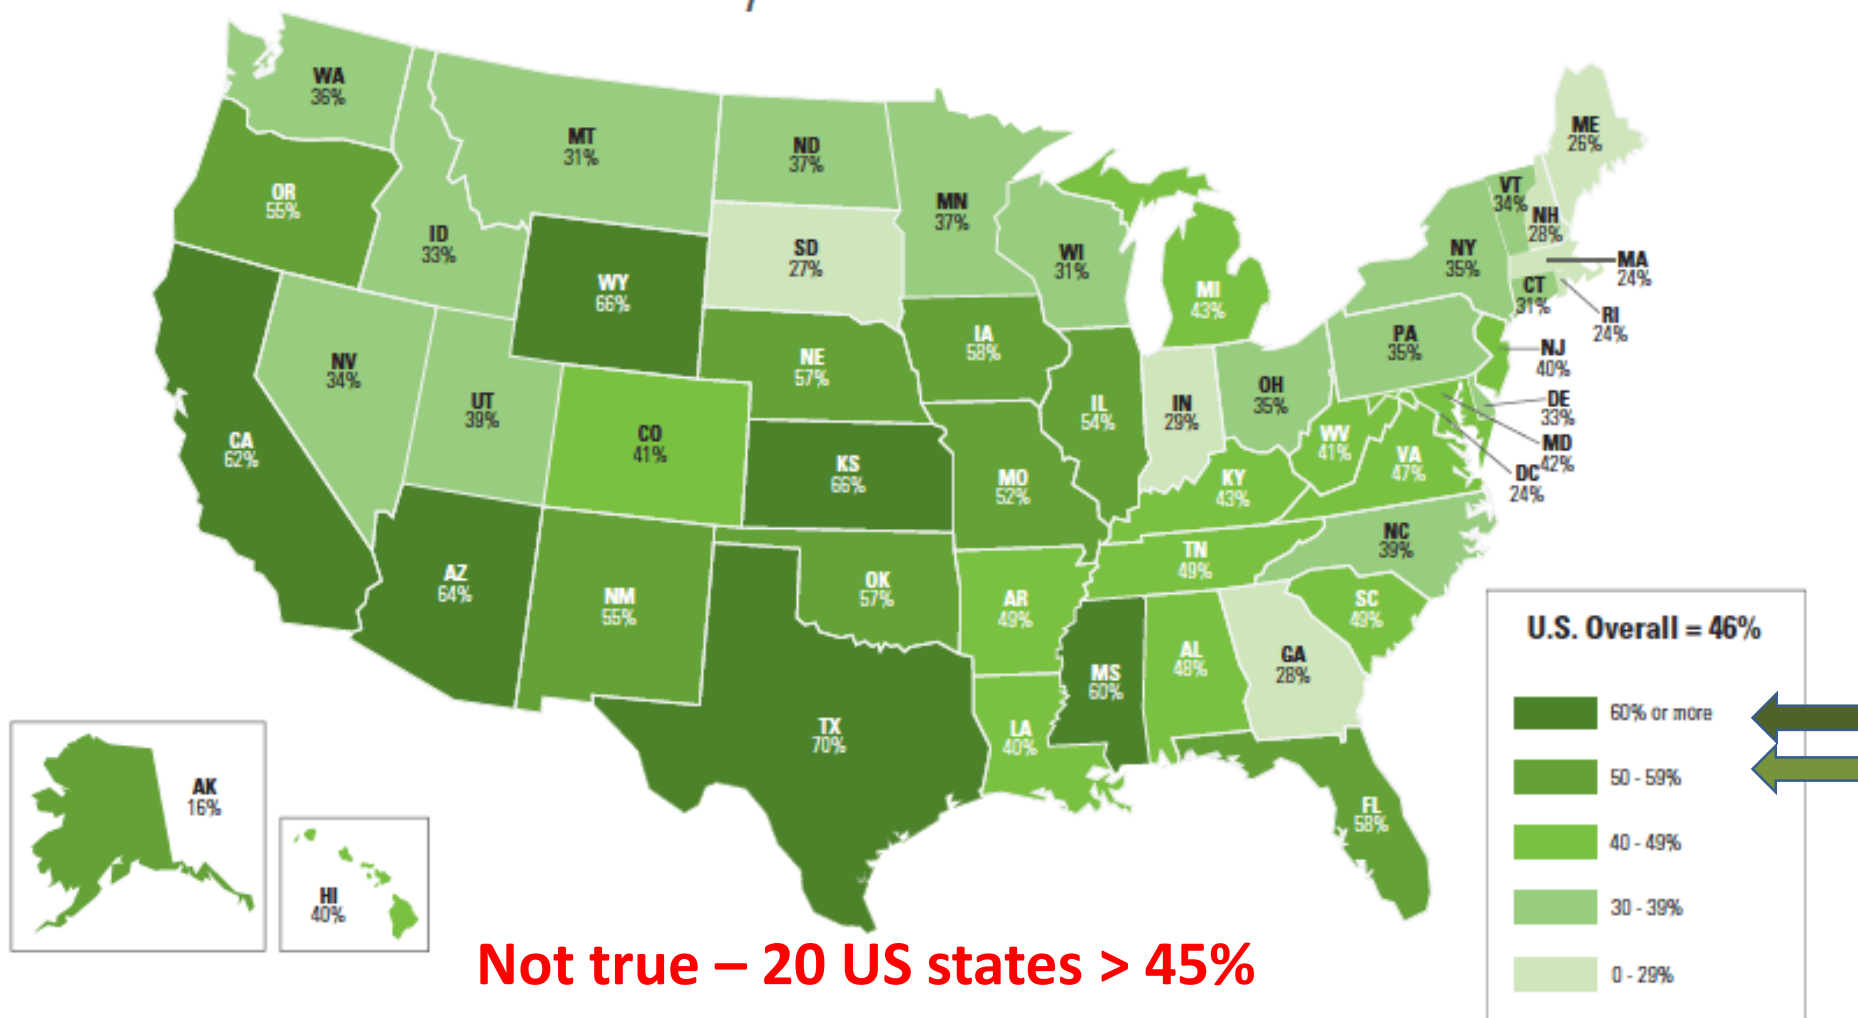 WA
36%
MT
31%
ND
37%
MN
37%
ME
26%
OR
55%
ID
33%
WY
66%
SD
27%
WI
31%
MI
43%
VT
34%
NH
28%
NY
35%
MA
24%
CT
31%
RI
24%
NV
34%
UT
39%
CO
41%
NE
57%
IA
58%
IL
54%
IN
29%
OH
35%
PA
35%
NJ
40%
DE
33%
MD
42%
DC
24%
CA
62%
KS
66%
MO
52%
KY
43%
WV
41%
VA
47%
NC
39%
TN
49%
SC
49%
AZ
64%
NM
55%
OK
57%
AR
49%
MS
60%
AL
48%
GA
28%
TX
70%
LA
40%
FL
58%
AK
16%
HI
40%
U.S. Overall = 46%
60% or more
50 - 59%
40 - 49%
30 - 39%
0 - 29%
Not true – 20 US states > 45%